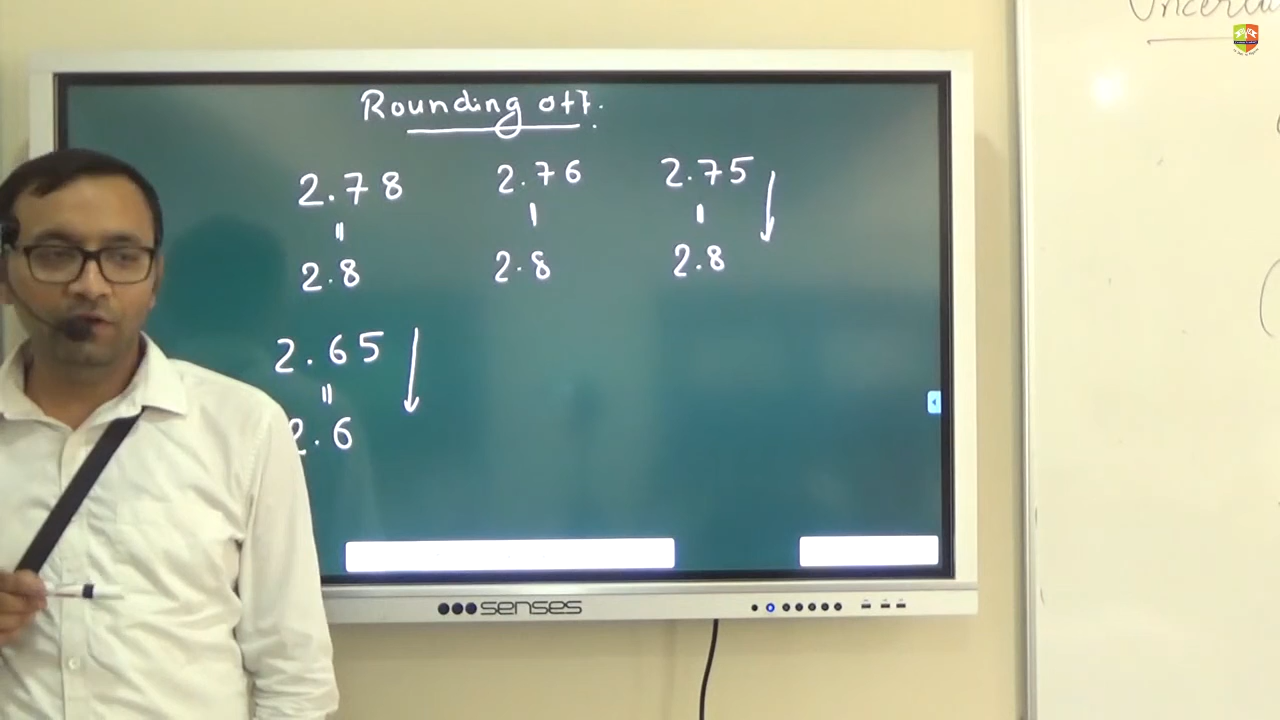 Rounding off.
2.78 2.76 2.75
= = =
2.8 2.8 2.8
2.65
=
2.6
senses